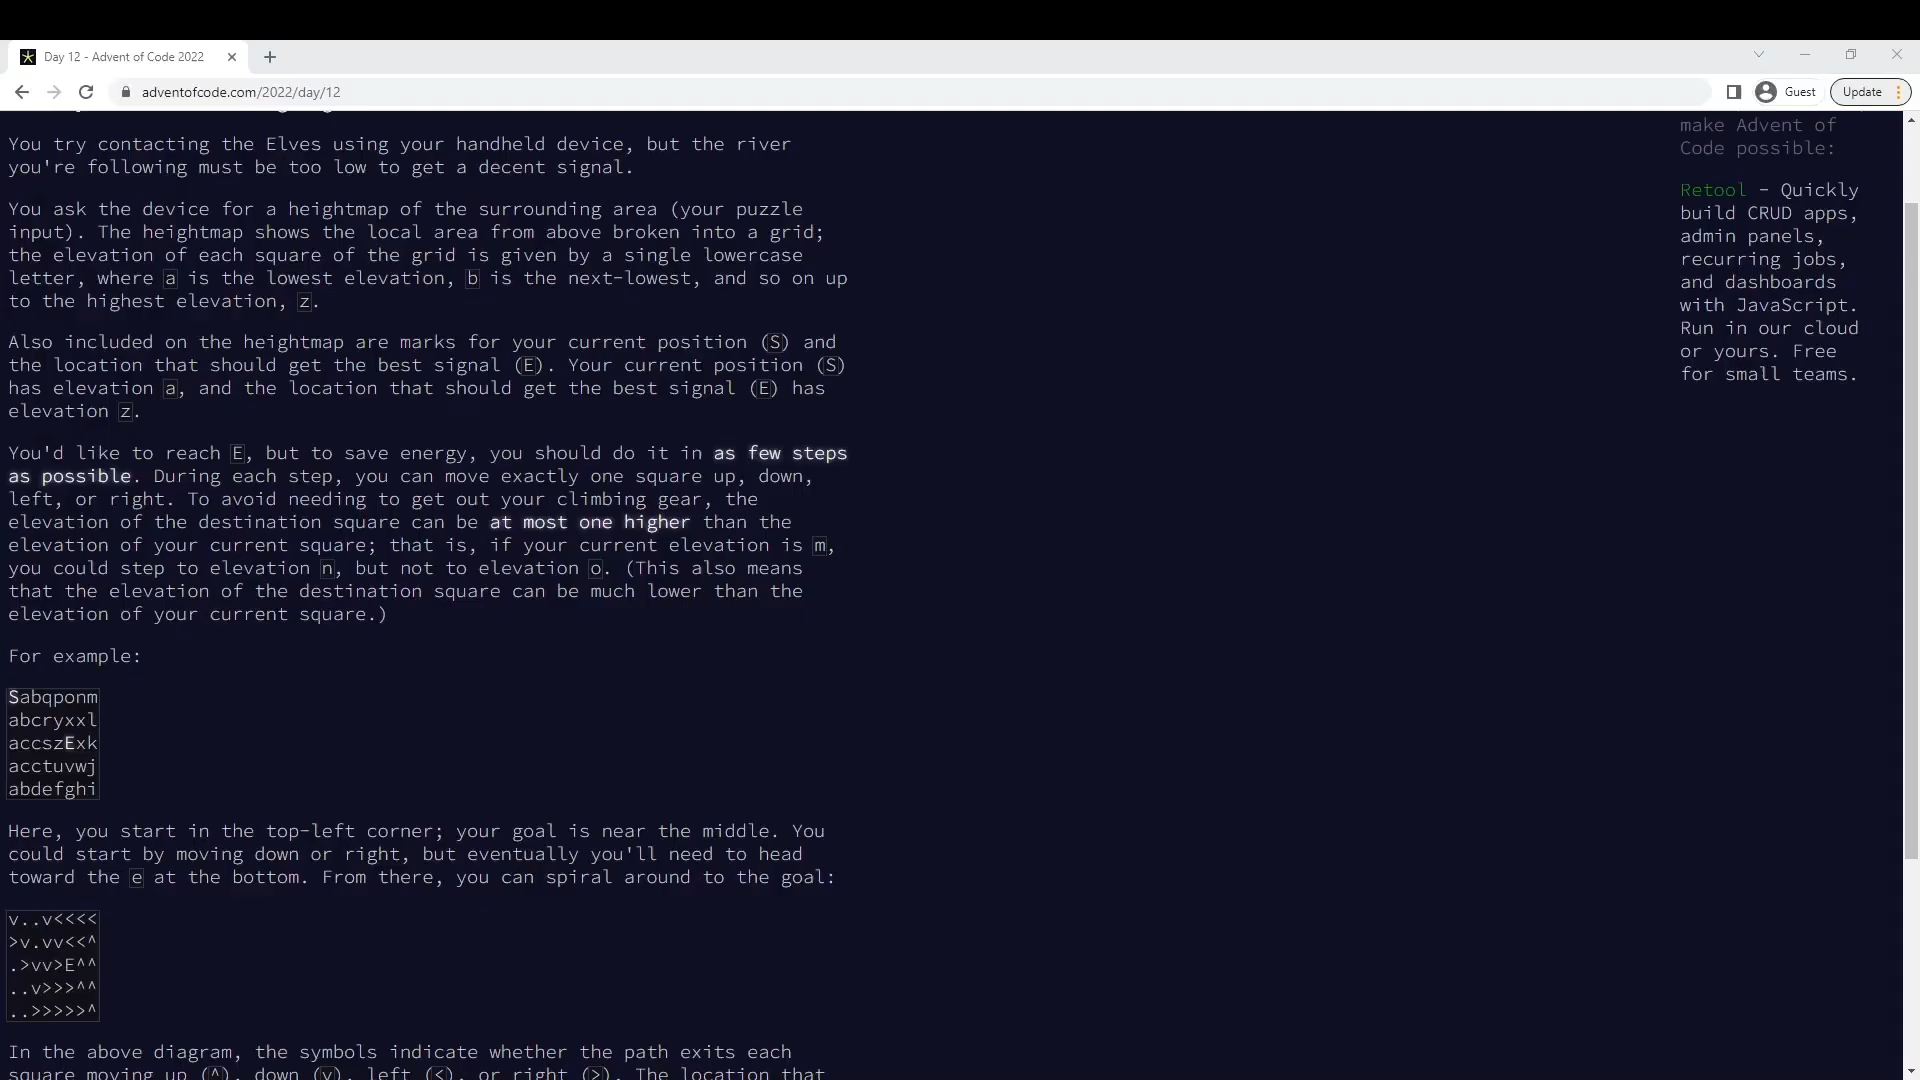 Day 12 - Advent of Code 2022
adventofcode.com/2022/day/12
Guest
Update
You try contacting the Elves using your handheld device, but the river
you're following must be too low to get a decent signal.
You ask the device for a heightmap of the surrounding area (your puzzle
input). The heightmap shows the local area from above broken into a grid;
the elevation of each square of the grid is given by a single lowercase
letter, where a is the lowest elevation, b is the next-lowest, and so on up
to the highest elevation, z.
Also included on the heightmap are marks for your current position (S) and
the location that should get the best signal (E). Your current position (S)
has elevation a, and the location that should get the best signal (E) has
elevation z.
You'd like to reach E, but to save energy, you should do it in as few steps
as possible. During each step, you can move exactly one square up, down,
left, or right. To avoid needing to get out your climbing gear, the
elevation of the destination square can be at most one higher than the
elevation of your current square; that is, if your current elevation is m,
you could step to elevation n, but not to elevation o. (This also means
that the elevation of the destination square can be much lower than the
elevation of your current square.)
For example:
Sabqponm
abcryxxl
accszExk
acctuvwj
abdefghi
Here, you start in the top-left corner; your goal is near the middle. You
could start by moving down or right, but eventually you'll need to head
toward the e at the bottom. From there, you can spiral around to the goal:
v..v<<<<
>v.vv<<^
.>vv>E^^
..v>>>^^
..>>>>>^
In the above diagram, the symbols indicate whether the path exits each
square moving up (^), down (v), left (<), or right (>). The location that
make Advent of
Code possible:
Retool - Quickly
build CRUD apps,
admin panels,
recurring jobs,
and dashboards
with JavaScript.
Run in our cloud
or yours. Free
for small teams.